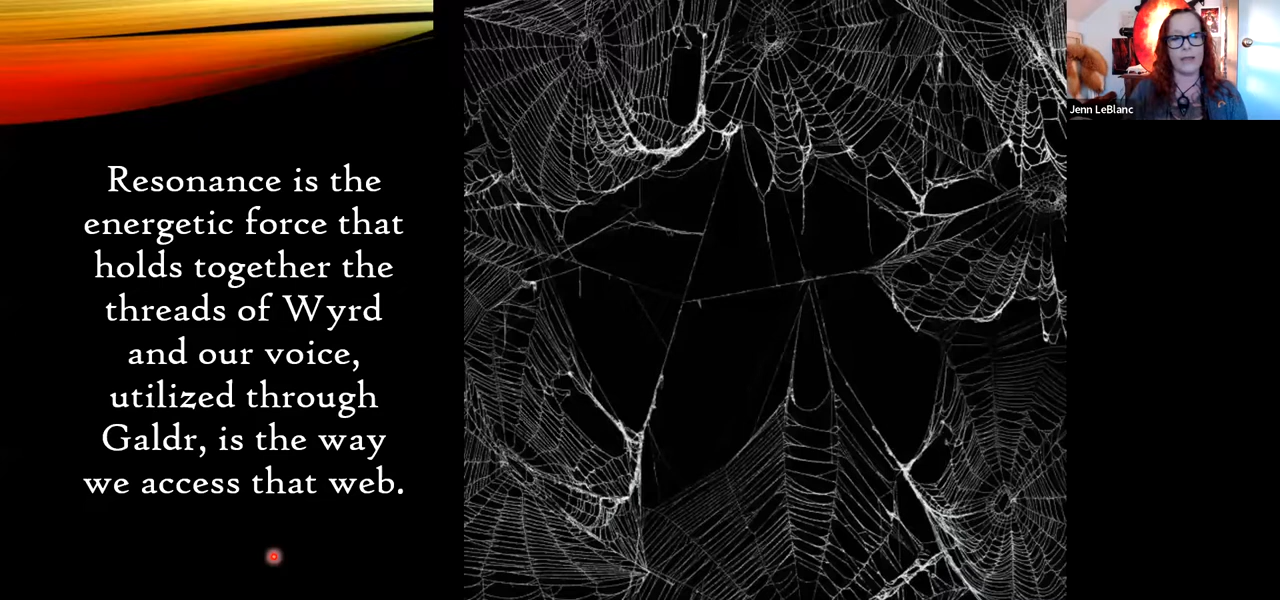 Resonance is the
energetic force that
holds together the
threads of Wyrd
and our voice,
utilized through
Galdr, is the way
we access that web.
Jenn LeBlanc